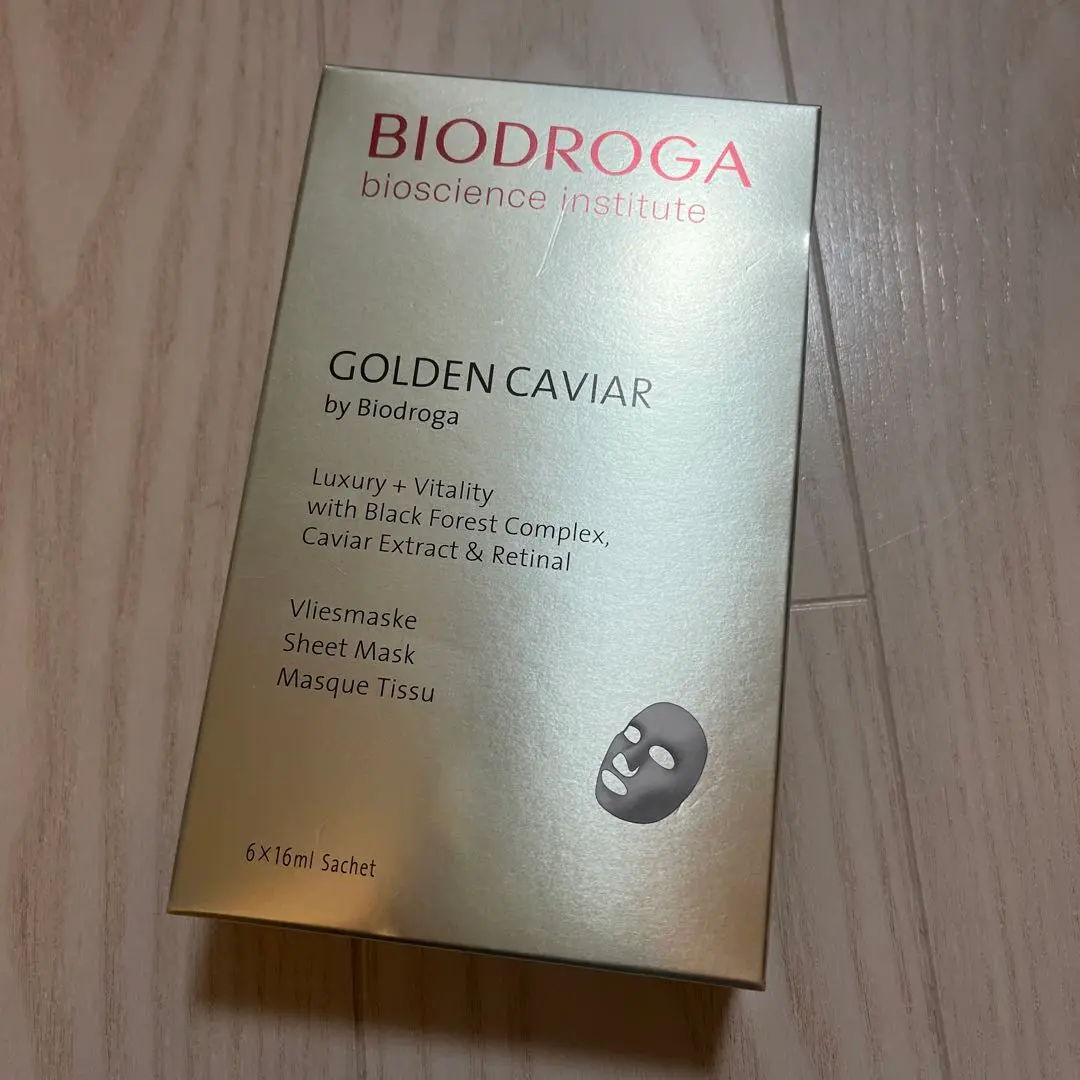 BIODROGA
bioscience institute
GOLDEN CAVIAR
by Biodroga
Luxury + Vitality
with Black Forest Complex,
Caviar Extract & Retinal
Vliesmaske
Sheet Mask
Masque Tissu
6×16ml Sachet